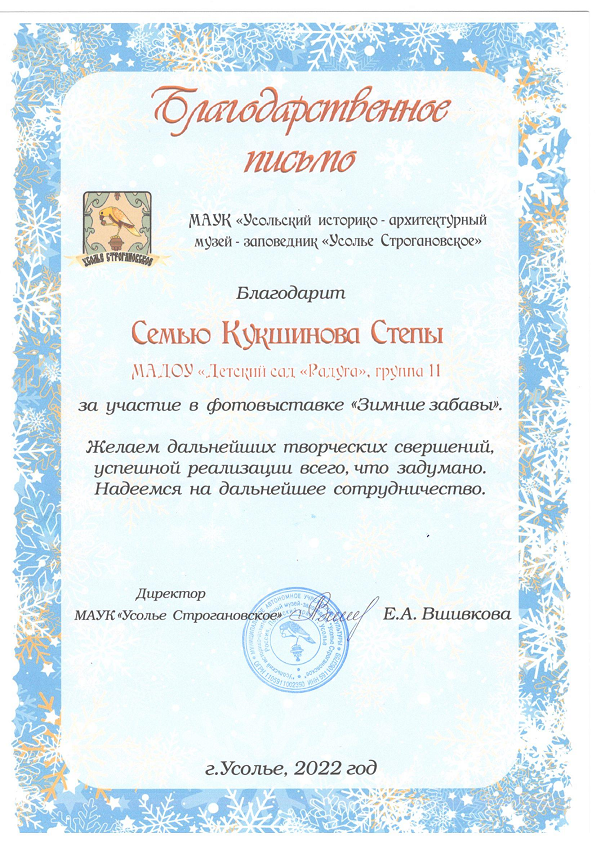 Благодарственное
письмо
УСОЛЬЕ СТРОГАНОВСКОЕ
МАУК «Усольский историко - архитектурный
музей - заповедник «Усолье Строгановское»
Благодарит
Семью Кукшинова Степы
МАДОУ «Детский сад «Радуга», группа 11
за участие в фотовыставке «Зимние забавы».
Желаем дальнейших творческих свершений,
успешной реализации всего, что задумано.
Надеемся на дальнейшее сотрудничество.
Директор
МАУК «Усолье Строгановское»
Е.А. Вшивкова
г.Усолье, 2022 год